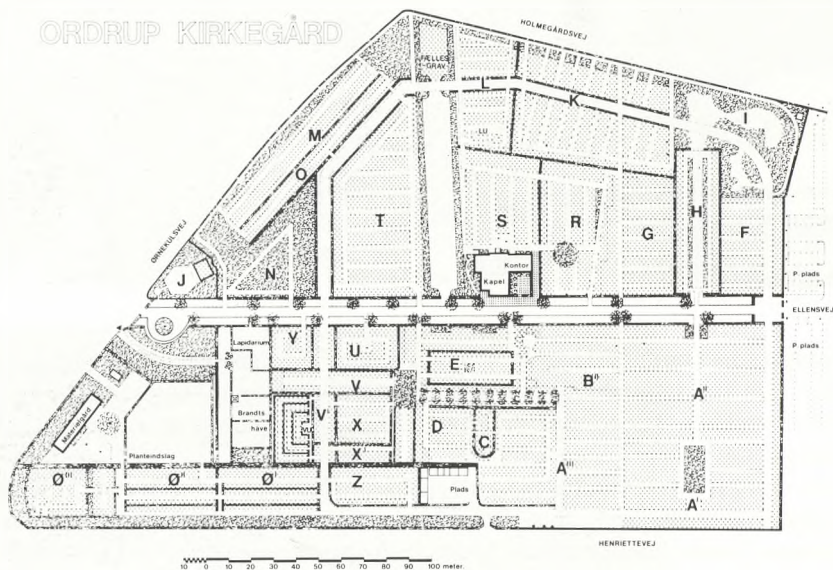 ORDRUP KIRKEGÅRD
HOLMEGÅRDSVEJ
FÆLLES-
GRAV
L
K
I
M
LU
O
T
S
R
G
H
F
ØRNEKULSVEJ
N
J
Kontor
Kapel
P plads
ELLENSVEJ
P plads
Lapidarium
Y
U
E
V
B
A
Brandts
have
V
X
D
C
Materialgård
Planteindslag
X
A
Ø
Ø
Ø
Z
Plads
A
HENRIETTEVEJ
10 0 10 20 30 40 50 60 70 80 90 100 meter.